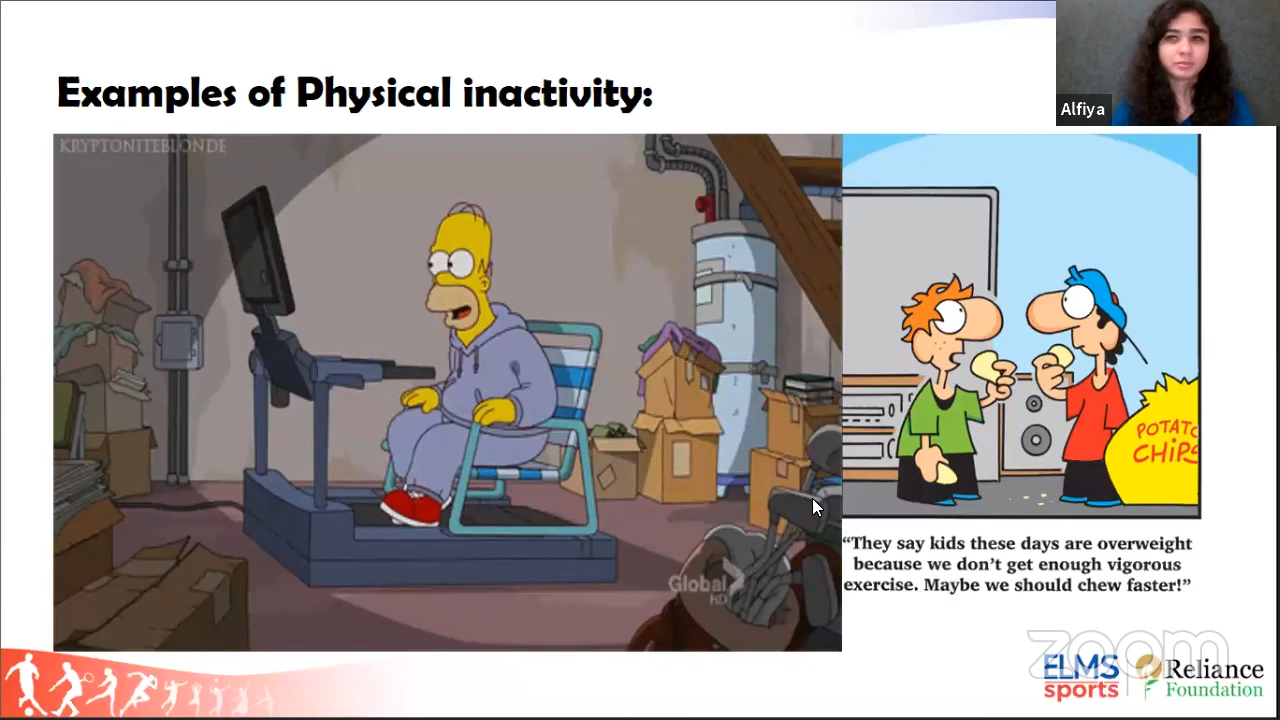 Examples of Physical inactivity:
Alfiya
KRYPTONITEBLONDE
POTATO
CHIPS
Global
HD
“They say kids these days are overweight
because we don’t get enough vigorous
exercise. Maybe we should chew faster!”
zoom
ELMS
sports
Reliance
Foundation